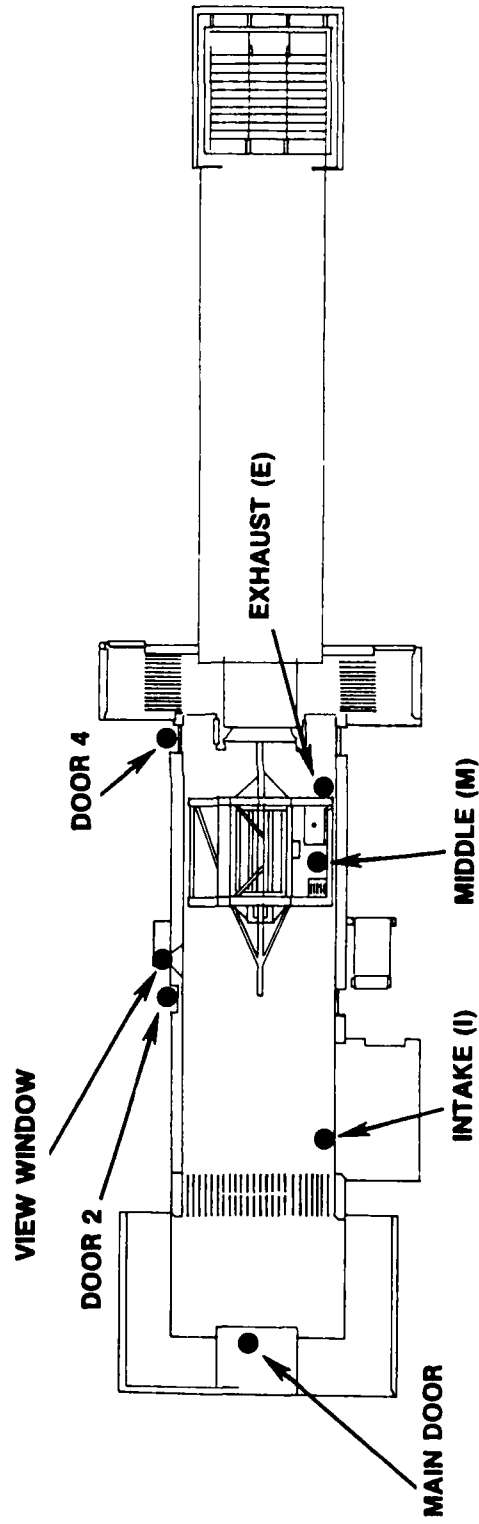 VIEW WINDOW
DOOR 2
DOOR 4
EXHAUST (E)
MAIN DOOR
INTAKE (I)
MIDDLE (M)